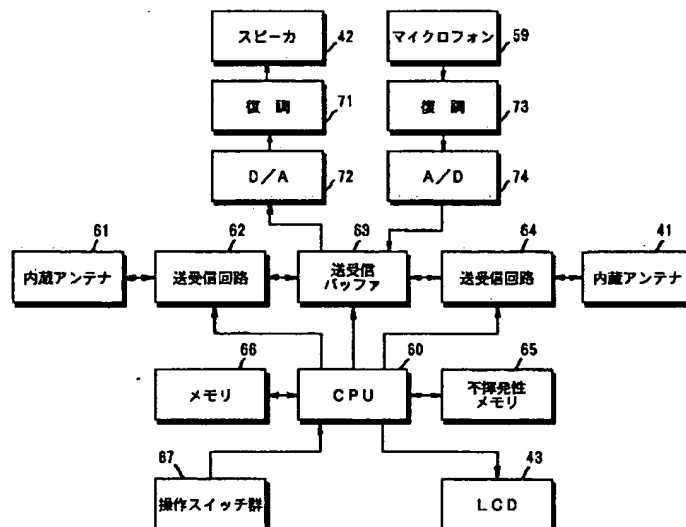 スピーカ
42
マイクロフォン
59
復 調
71
復 調
73
D/A
72
A/D
74
61
62
63
64
41
内蔵アンテナ
送受信回路
送受信
バッファ
送受信回路
内蔵アンテナ
66
60
65
メモリ
CPU
不揮発性
メモリ
67
43
操作スイッチ群
LCD